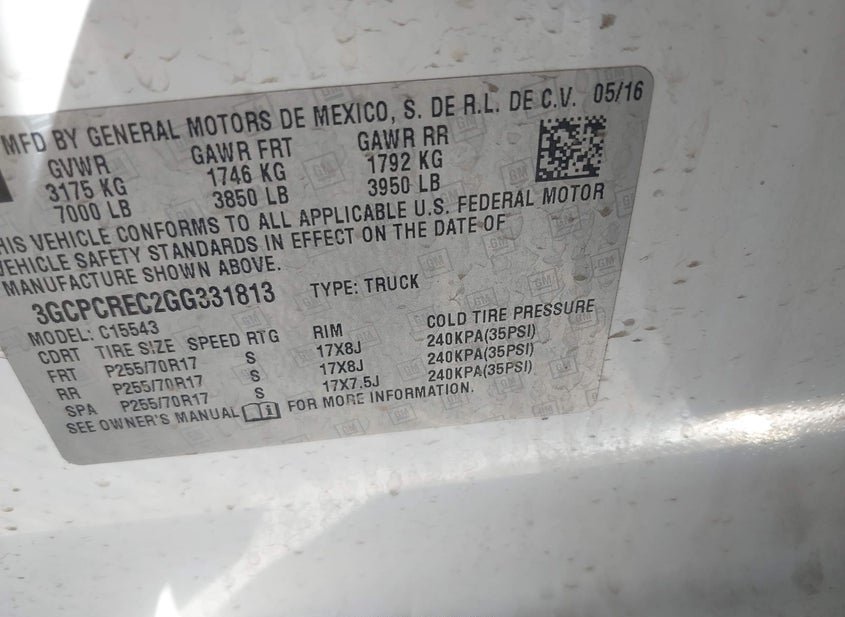 MFD BY GENERAL MOTORS DE MEXICO, S. DE R.L. DE C.V. 05/16
GVWR GAWR FRT GAWR RR
3175 KG 1746 KG 1792 KG
7000 LB 3850 LB 3950 LB
HIS VEHICLE CONFORMS TO ALL APPLICABLE U.S. FEDERAL MOTOR
VEHICLE SAFETY STANDARDS IN EFFECT ON THE DATE OF
MANUFACTURE SHOWN ABOVE.
3GCPCREC2GG331813 TYPE: TRUCK
MODEL: C15543
CDRT TIRE SIZE SPEED RTG RIM COLD TIRE PRESSURE
FRT P255/70R17 S 17X8J 240KPA(35PSI)
RR P255/70R17 S 17X8J 240KPA(35PSI)
SPA P255/70R17 S 17X7.5J 240KPA(35PSI)
SEE OWNER'S MANUAL FOR MORE INFORMATION.